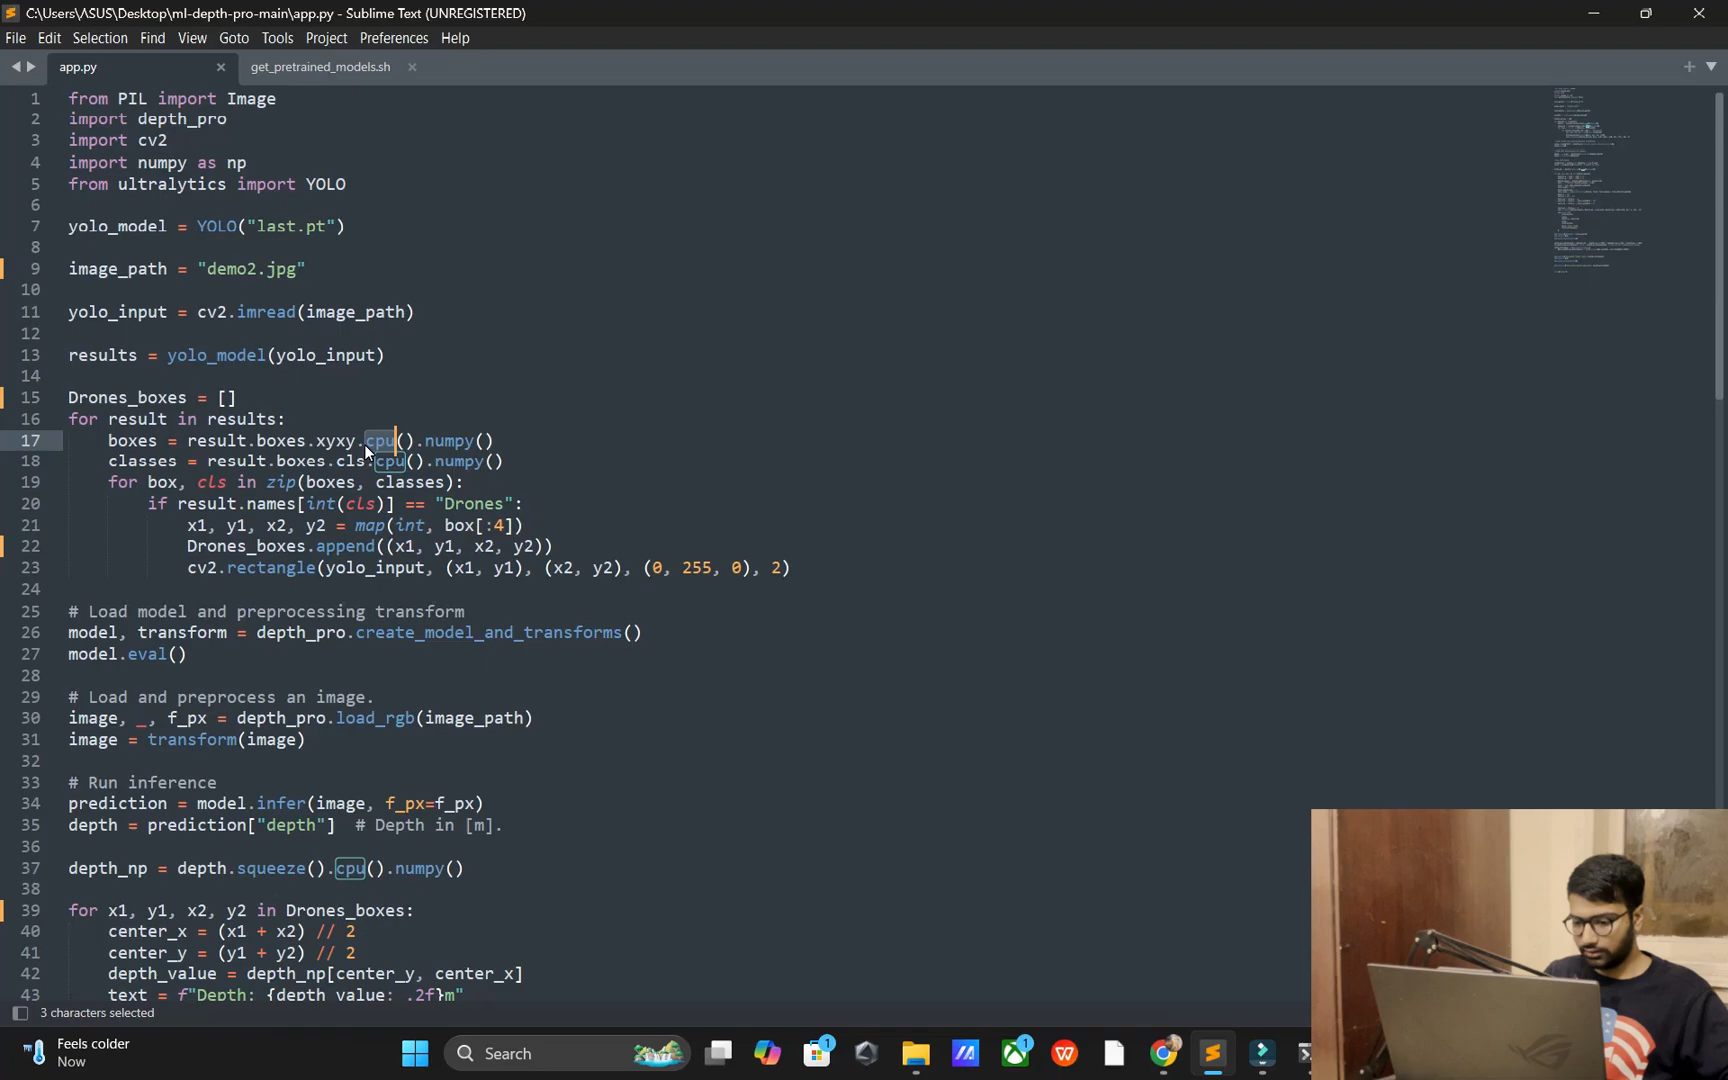 C:\Users\ASUS\Desktop\ml-depth-pro-main\app.py - Sublime Text (UNREGISTERED)
File Edit Selection Find View Goto Tools Project Preferences Help
app.py
get_pretrained_models.sh
1 from PIL import Image
2 import depth_pro
3 import cv2
4 import numpy as np
5 from ultralytics import YOLO
6
7 yolo_model = YOLO("last.pt")
8
9 image_path = "demo2.jpg"
10
11 yolo_input = cv2.imread(image_path)
12
13 results = yolo_model(yolo_input)
14
15 Drones_boxes = []
16 for result in results:
17 boxes = result.boxes.xyxy.cpu().numpy()
18 classes = result.boxes.cls.cpu().numpy()
19 for box, cls in zip(boxes, classes):
20 if result.names[int(cls)] == "Drones":
21 x1, y1, x2, y2 = map(int, box[:4])
22 Drones_boxes.append((x1, y1, x2, y2))
23 cv2.rectangle(yolo_input, (x1, y1), (x2, y2), (0, 255, 0), 2)
24
25 # Load model and preprocessing transform
26 model, transform = depth_pro.create_model_and_transforms()
27 model.eval()
28
29 # Load and preprocess an image.
30 image, _, f_px = depth_pro.load_rgb(image_path)
31 image = transform(image)
32
33 # Run inference
34 prediction = model.infer(image, f_px=f_px)
35 depth = prediction["depth"]  # Depth in [m].
36
37 depth_np = depth.squeeze().cpu().numpy()
38
39 for x1, y1, x2, y2 in Drones_boxes:
40 center_x = (x1 + x2) // 2
41 center_y = (y1 + y2) // 2
42 depth_value = depth_np[center_y, center_x]
43 text = f"Depth: {depth_value: .2f}m"
3 characters selected
Feels colder
Now
Search
1
1